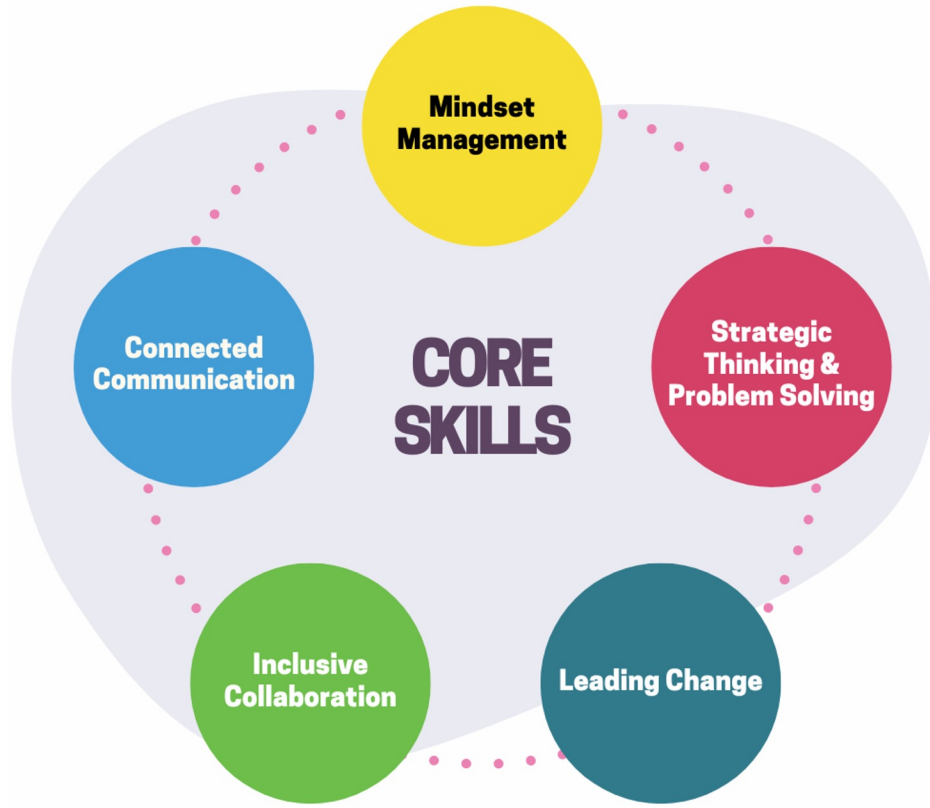 Mindset
Management
Connected
Communication
CORE
SKILLS
Strategic
Thinking &
Problem Solving
Inclusive
Collaboration
Leading Change